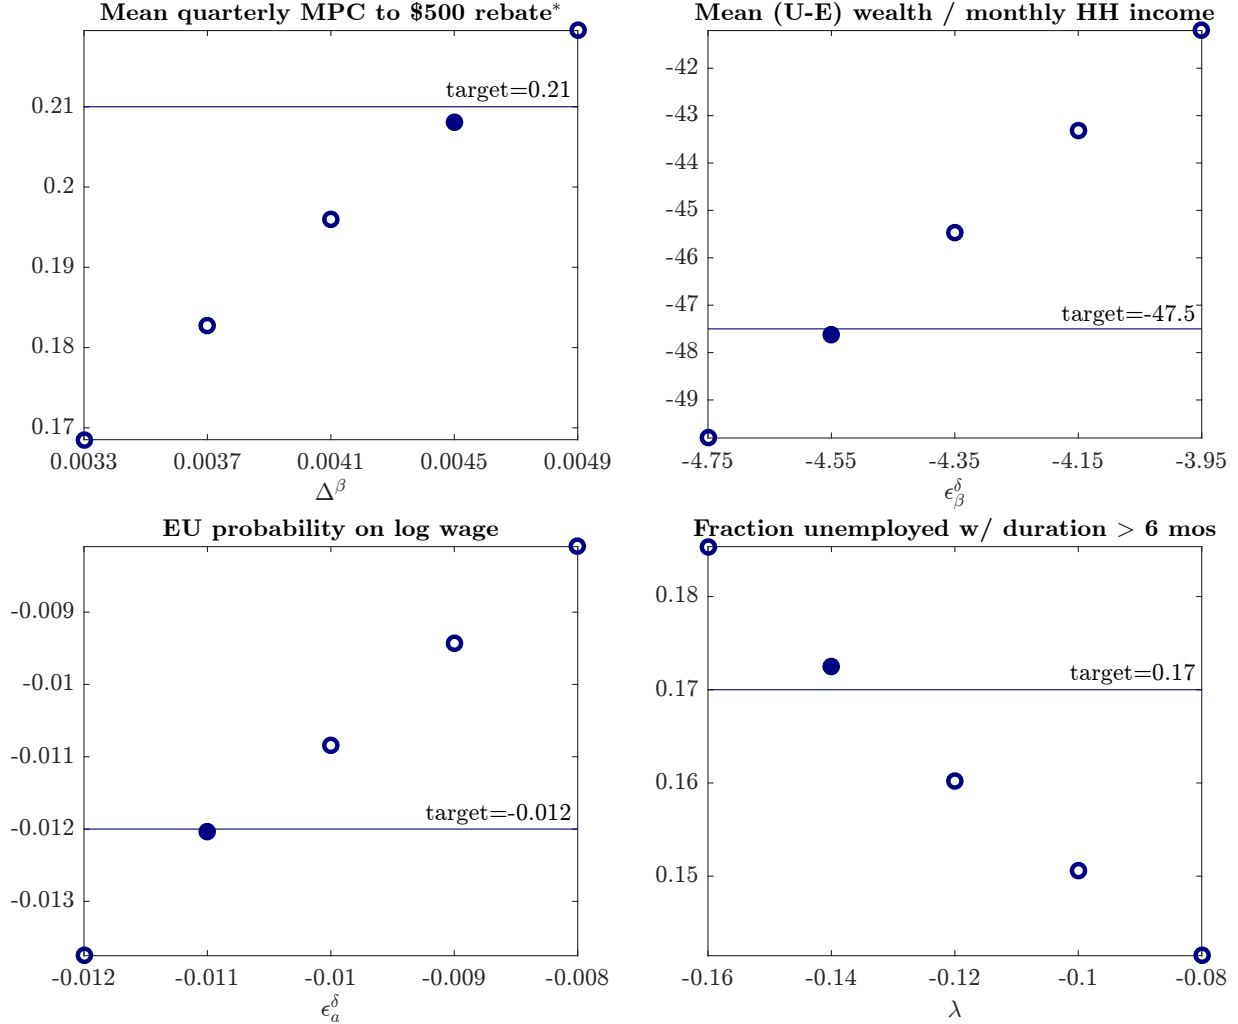 Mean quarterly MPC to $500 rebate*
target=0.21
0.21
0.2
0.19
0.18
0.17
0.0033 0.0037 0.0041 0.0045 0.0049
Δ^β
Mean (U-E) wealth / monthly HH income
-42
-43
-44
-45
-46
-47
target=-47.5
-48
-49
-4.75 -4.55 -4.35 -4.15 -3.95
ϵ^δ_β
EU probability on log wage
-0.009
-0.01
-0.011
target=-0.012
-0.012
-0.013
-0.012 -0.011 -0.01 -0.009 -0.008
ϵ^δ_a
Fraction unemployed w/ duration > 6 mos
0.18
target=0.17
0.17
0.16
0.15
-0.16 -0.14 -0.12 -0.1 -0.08
λ